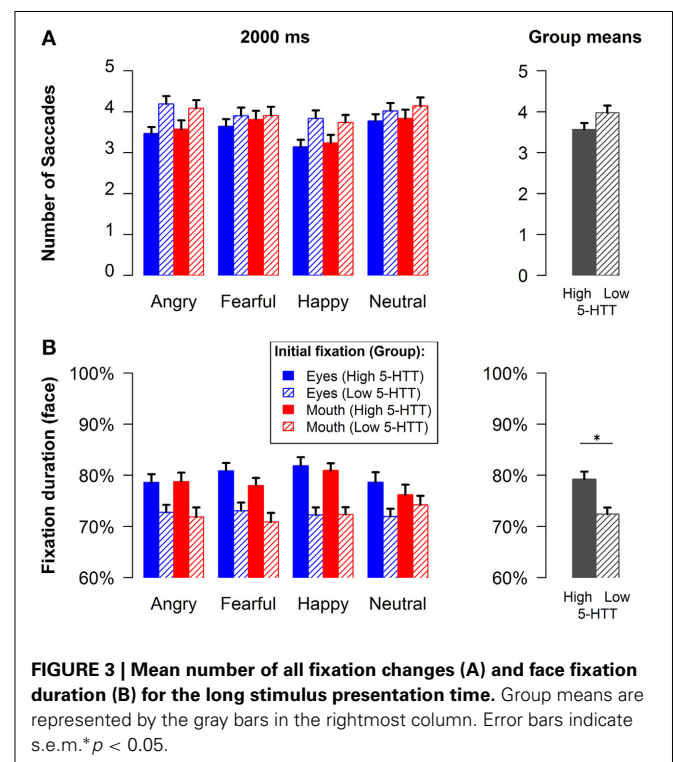 A
2000 ms
Group means
Number of Saccades
5
4
3
2
1
0
Angry Fearful Happy Neutral
5
4
3
2
1
0
High Low
5-HTT
B
Initial fixation (Group):
Eyes (High 5-HTT)
Eyes (Low 5-HTT)
Mouth (High 5-HTT)
Mouth (Low 5-HTT)
Fixation duration (face)
100%
90%
80%
70%
60%
Angry Fearful Happy Neutral
100%
90%
80%
70%
60%
*
High Low
5-HTT
FIGURE 3 | Mean number of all fixation changes (A) and face fixation
duration (B) for the long stimulus presentation time. Group means are
represented by the gray bars in the rightmost column. Error bars indicate
s.e.m.*p < 0.05.